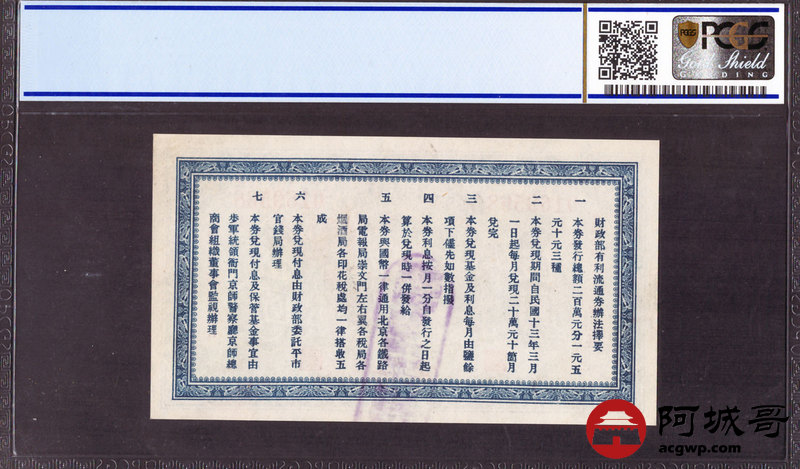 PCGS
PCGS
Gold Shield
GRADING
財政部有利流通券辦法擇要
一 本券發行總額二百萬元分一元五
元十元三種
二 本券兌現期間自民國十三年三月
一日起每月兌現二十萬元十箇月
兌完
三 本券兌現基金及利息每月由鹽餘
項下儘先如數指撥
四 本券利息按月一分自發行之日起
算於兌現時一併發給
五 本券與國幣一律通用北京各鐵路
局電報局崇文門左右翼各稅局各
烟酒局各印花稅處均一律搭收五
成
六 本券兌現付息由財政部委託平市
官錢局辦理
七 本券兌現付息及保管基金事宜由
步軍統領衙門京師警察廳京師總
商會組織董事會監視辦理
阿城哥
acgwp.com